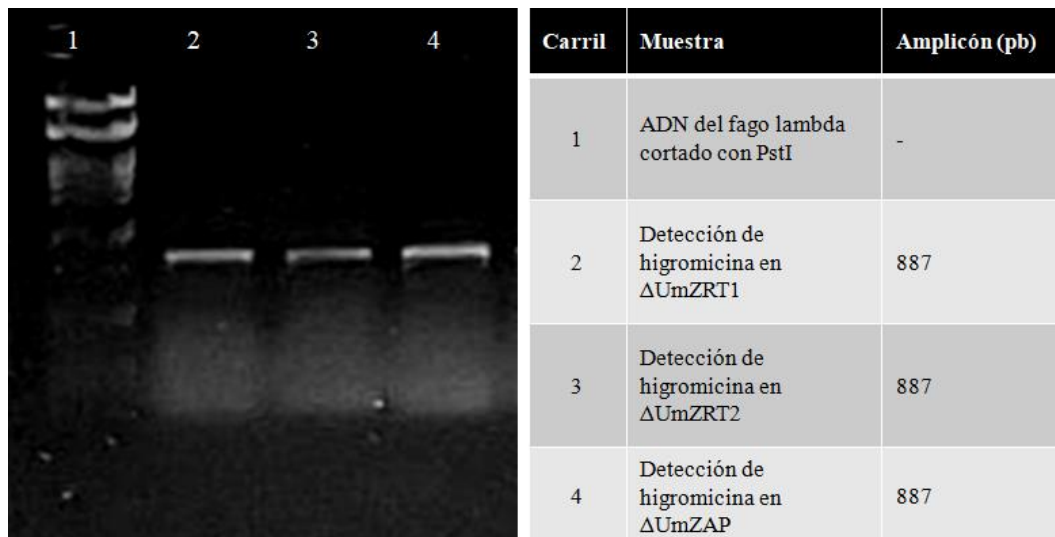 1 2 3 4
Carril Muestra Amplicón (pb)
1 ADN del fago lambda
cortado con PstI -
2 Detección de
higromicina en
ΔUmZRT1 887
3 Detección de
higromicina en
ΔUmZRT2 887
4 Detección de
higromicina en
ΔUmZAP 887